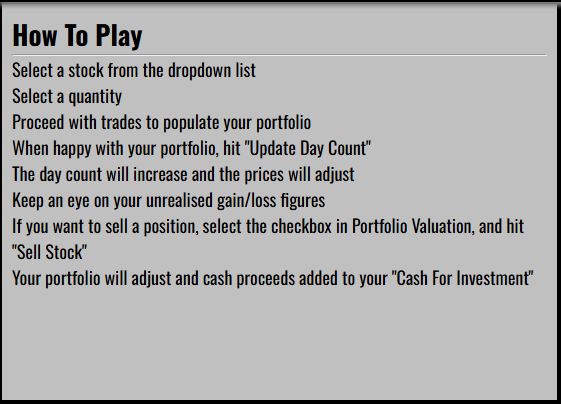 How To Play
Select a stock from the dropdown list
Select a quantity
Proceed with trades to populate your portfolio
When happy with your portfolio, hit "Update Day Count"
The day count will increase and the prices will adjust
Keep an eye on your unrealised gain/loss figures
If you want to sell a position, select the checkbox in Portfolio Valuation, and hit
"Sell Stock"
Your portfolio will adjust and cash proceeds added to your "Cash For Investment"